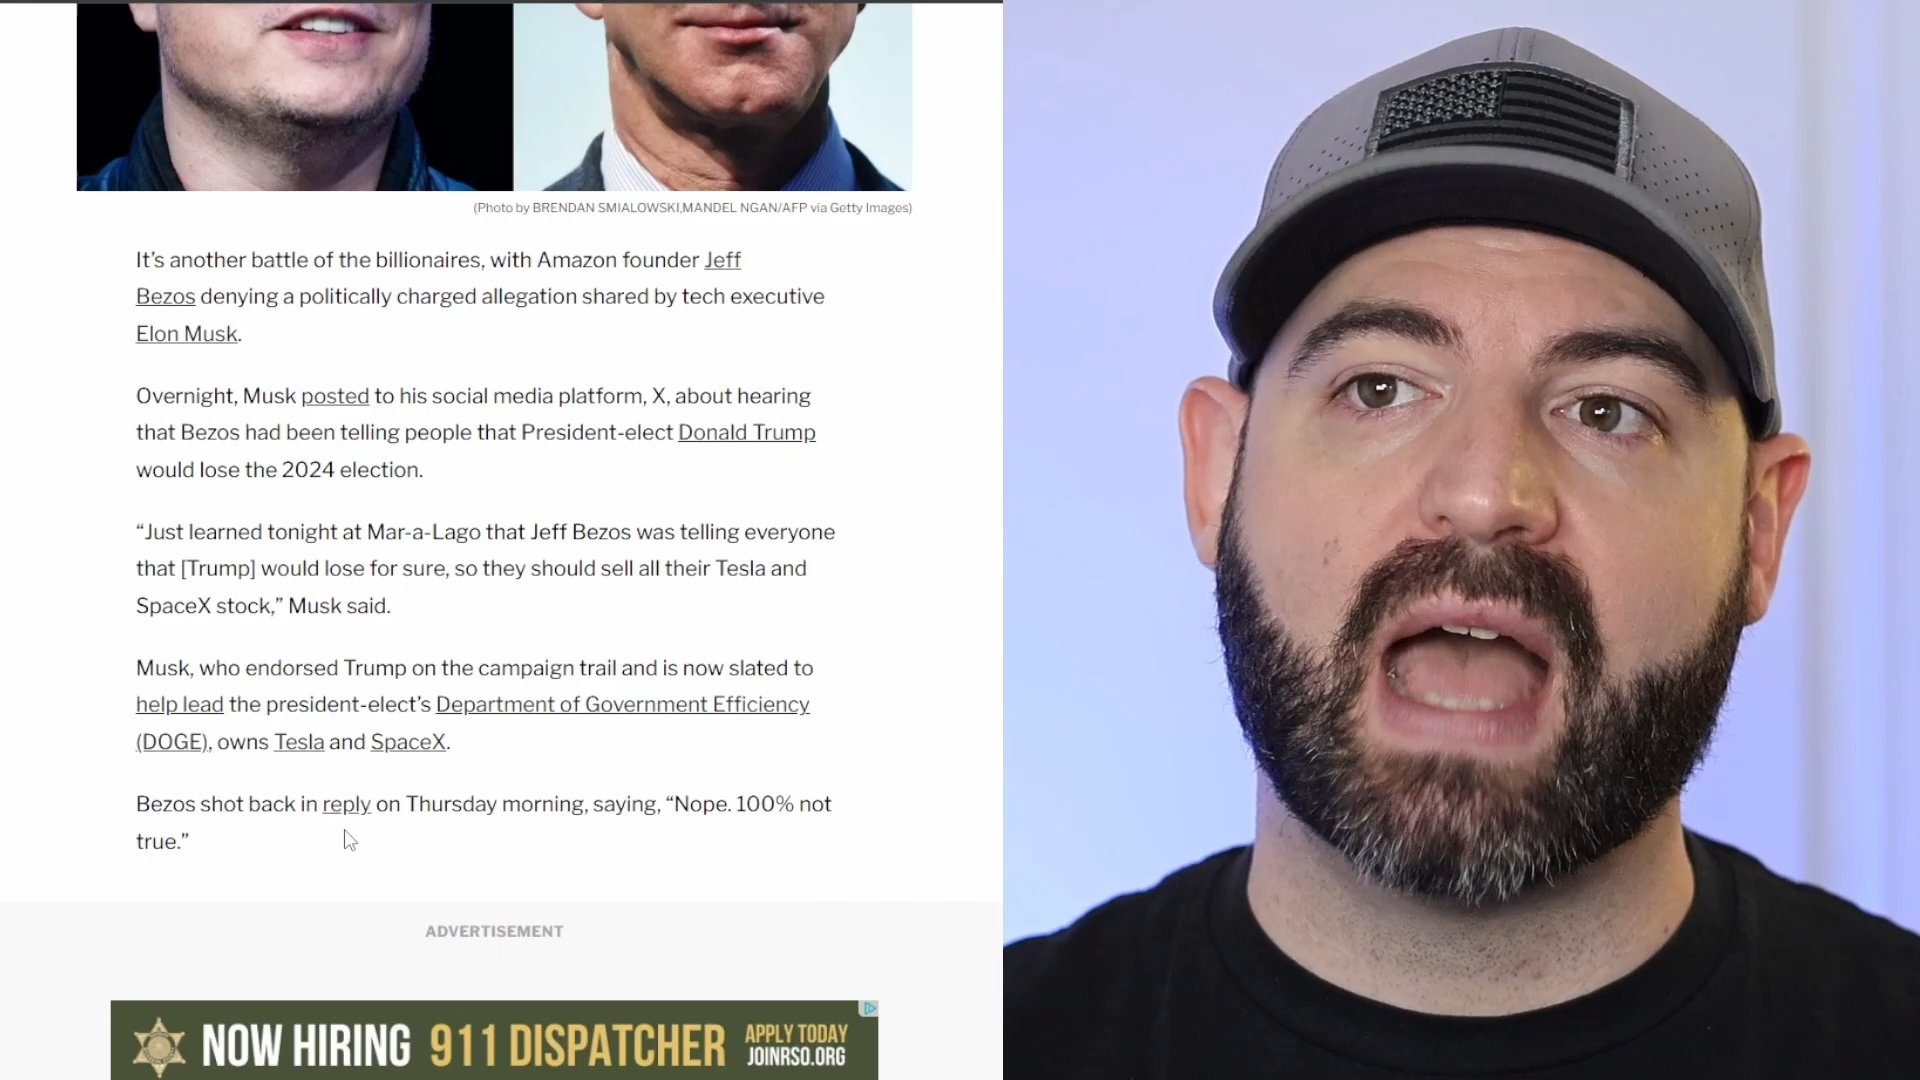 (Photo by BRENDAN SMIALOWSKI,MANDEL NGAN/AFP via Getty Images)
It’s another battle of the billionaires, with Amazon founder Jeff
Bezos denying a politically charged allegation shared by tech executive
Elon Musk.
Overnight, Musk posted to his social media platform, X, about hearing
that Bezos had been telling people that President-elect Donald Trump
would lose the 2024 election.
“Just learned tonight at Mar-a-Lago that Jeff Bezos was telling everyone
that [Trump] would lose for sure, so they should sell all their Tesla and
SpaceX stock,” Musk said.
Musk, who endorsed Trump on the campaign trail and is now slated to
help lead the president-elect’s Department of Government Efficiency
(DOGE), owns Tesla and SpaceX.
Bezos shot back in reply on Thursday morning, saying, “Nope. 100% not
true.”
ADVERTISEMENT
NOW HIRING 911 DISPATCHER APPLY TODAY
JOINRSO.ORG